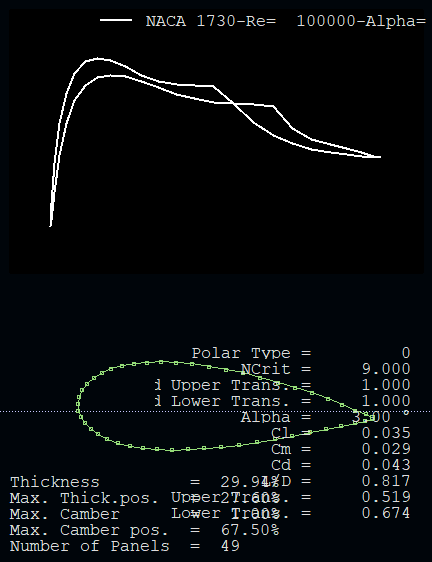 NACA 1730-Re= 100000-Alpha=
Polar Type = 0
NCrit = 9.000
d Upper Trans. = 1.000
d Lower Trans. = 1.000
Alpha = 3.00 °
Cl = 0.035
Cm = 0.029
Cd = 0.043
L/D = 0.817
Upper Trans. = 0.519
Lower Trans. = 0.674
Thickness = 29.94%
Max. Thick.pos. = 27.60%
Max. Camber = 1.00%
Max. Camber pos. = 67.50%
Number of Panels = 49